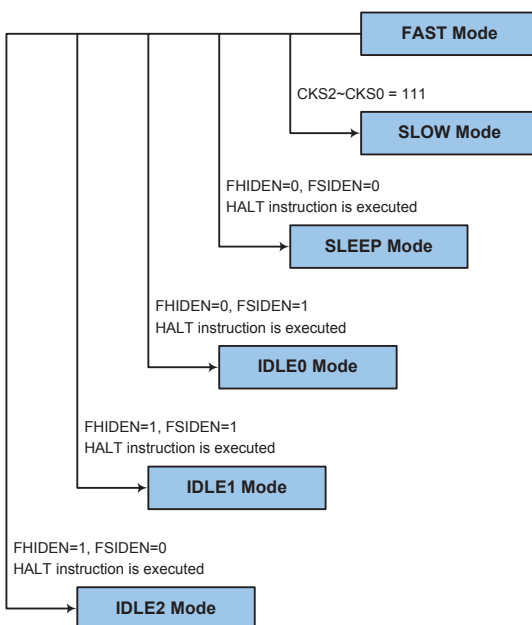 FAST Mode
CKS2~CKS0 = 111
SLOW Mode
FHIDEN=0, FSIDEN=0
HALT instruction is executed
SLEEP Mode
FHIDEN=0, FSIDEN=1
HALT instruction is executed
IDLE0 Mode
FHIDEN=1, FSIDEN=1
HALT instruction is executed
IDLE1 Mode
FHIDEN=1, FSIDEN=0
HALT instruction is executed
IDLE2 Mode